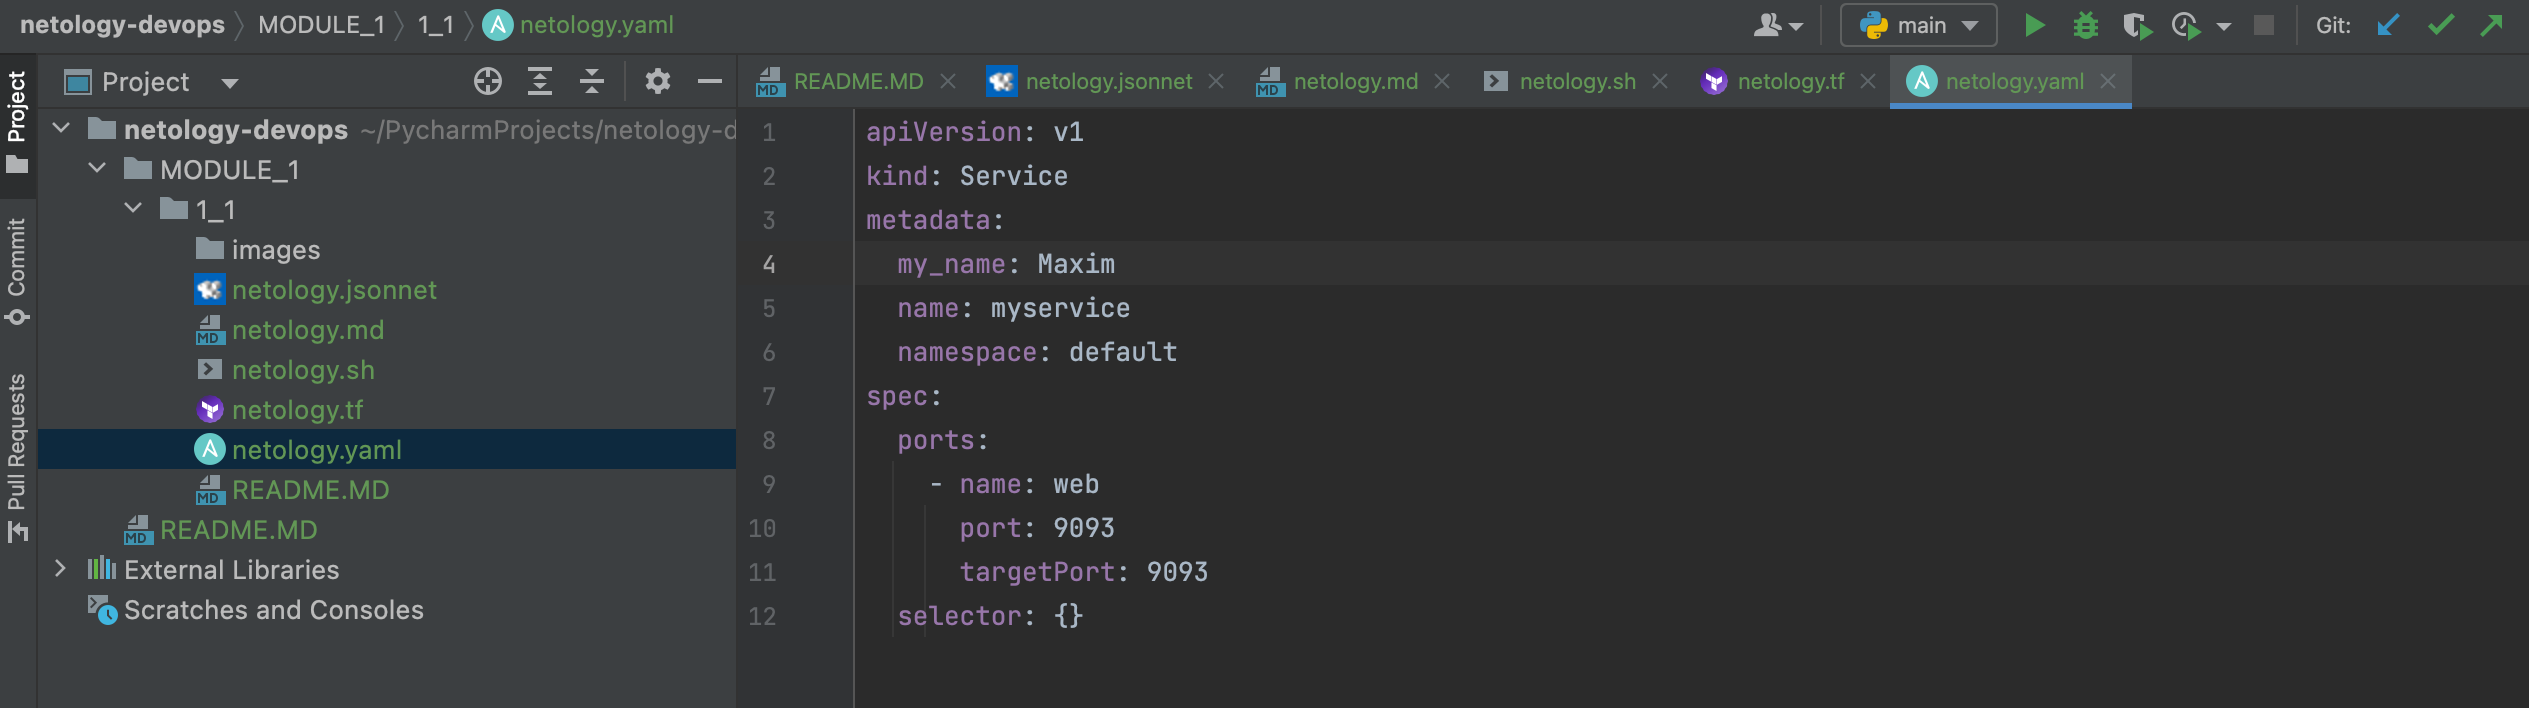 netology-devops MODULE_1 1_1 netology.yaml
main
Git:
Project
Commit
Pull Requests
Project
netology-devops ~/PycharmProjects/netology-d
MODULE_1
1_1
images
netology.jsonnet
netology.md
netology.sh
netology.tf
netology.yaml
README.MD
README.MD
External Libraries
Scratches and Consoles
README.MD netology.jsonnet netology.md netology.sh netology.tf netology.yaml
1 apiVersion: v1
2 kind: Service
3 metadata:
4   my_name: Maxim
5   name: myservice
6   namespace: default
7 spec:
8   ports:
9     - name: web
10       port: 9093
11       targetPort: 9093
12   selector: {}